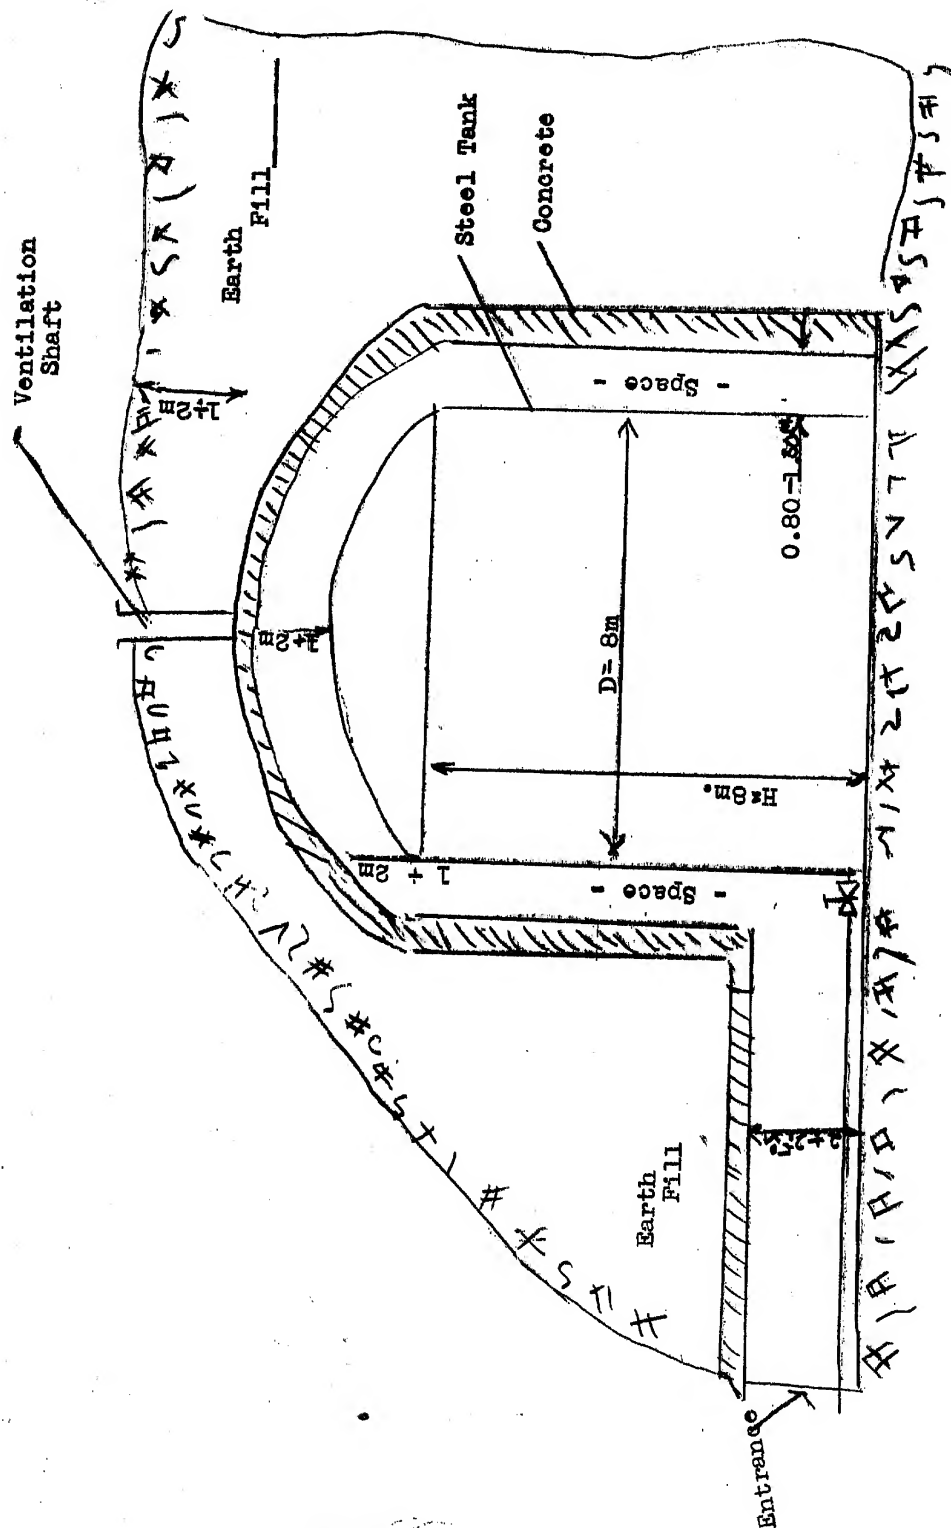 Ventilation
Shaft
1+2m
Earth
Fill
1+2m
Steel Tank
Concrete
- Space -
D= 8m
H=8m.
1 + 2m
- Space -
Earth
Fill
Entrance